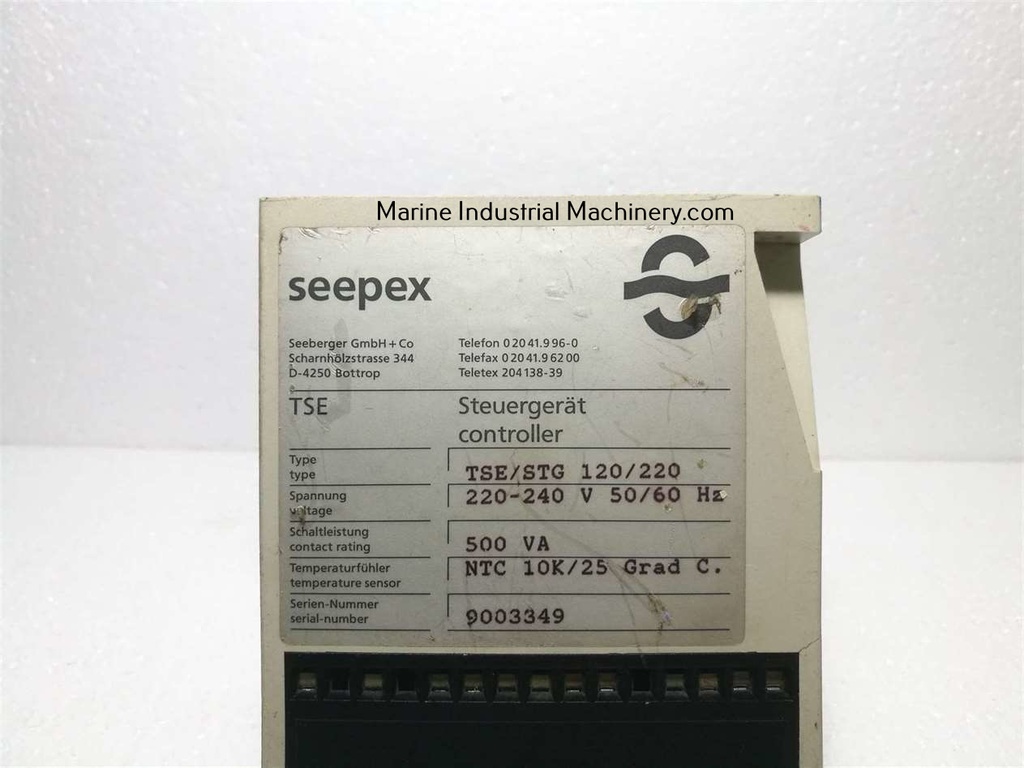 Marine Industrial Machinery.com
seepex
Seeberger GmbH+Co Telefon 0 20 41.9 96-0
Scharnhölzstrasse 344 Telefax 0 20 41.9 62 00
D-4250 Bottrop Teletex 204 138-39
TSE Steuergerät
controller
Type
type TSE/STG 120/220
Spannung 220-240 V 50/60 Hz
voltage
Schaltleistung
contact rating 500 VA
Temperaturfühler NTC 10K/25 Grad C.
temperature sensor
Serien-Nummer
serial-number 9003349